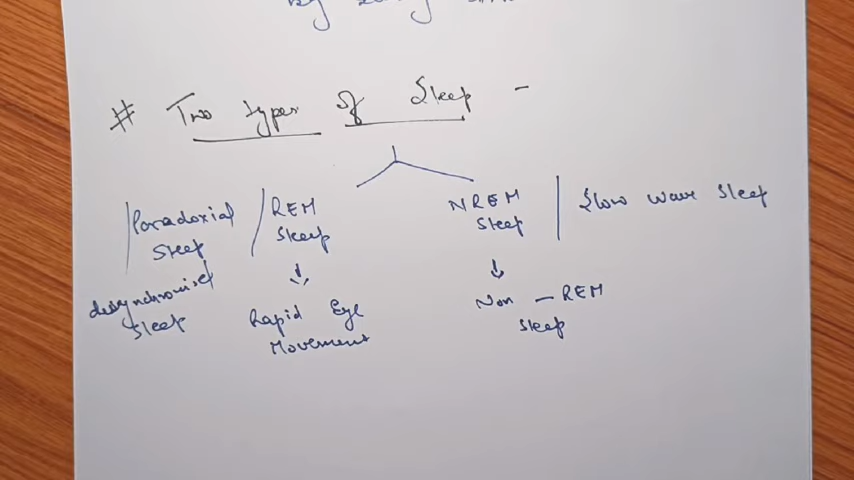 by
# Two types of Sleep -
Paradoxial / REM
Sleep Sleep
desynchronised
Sleep
↓
Rapid Eye
Movement
NREM | Slow wave Sleep
Sleep
↓
Non - REM
Sleep